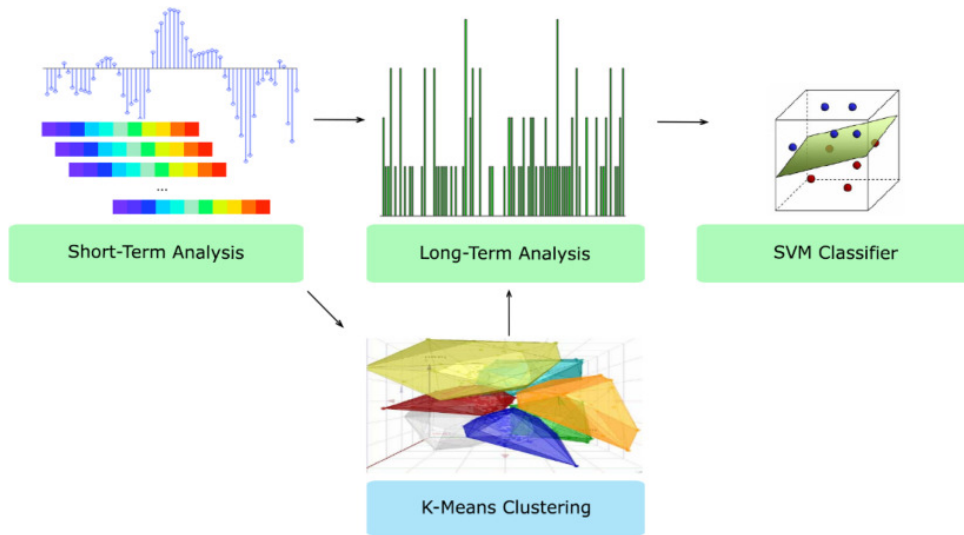 ...
Short-Term Analysis
Long-Term Analysis
SVM Classifier
K-Means Clustering